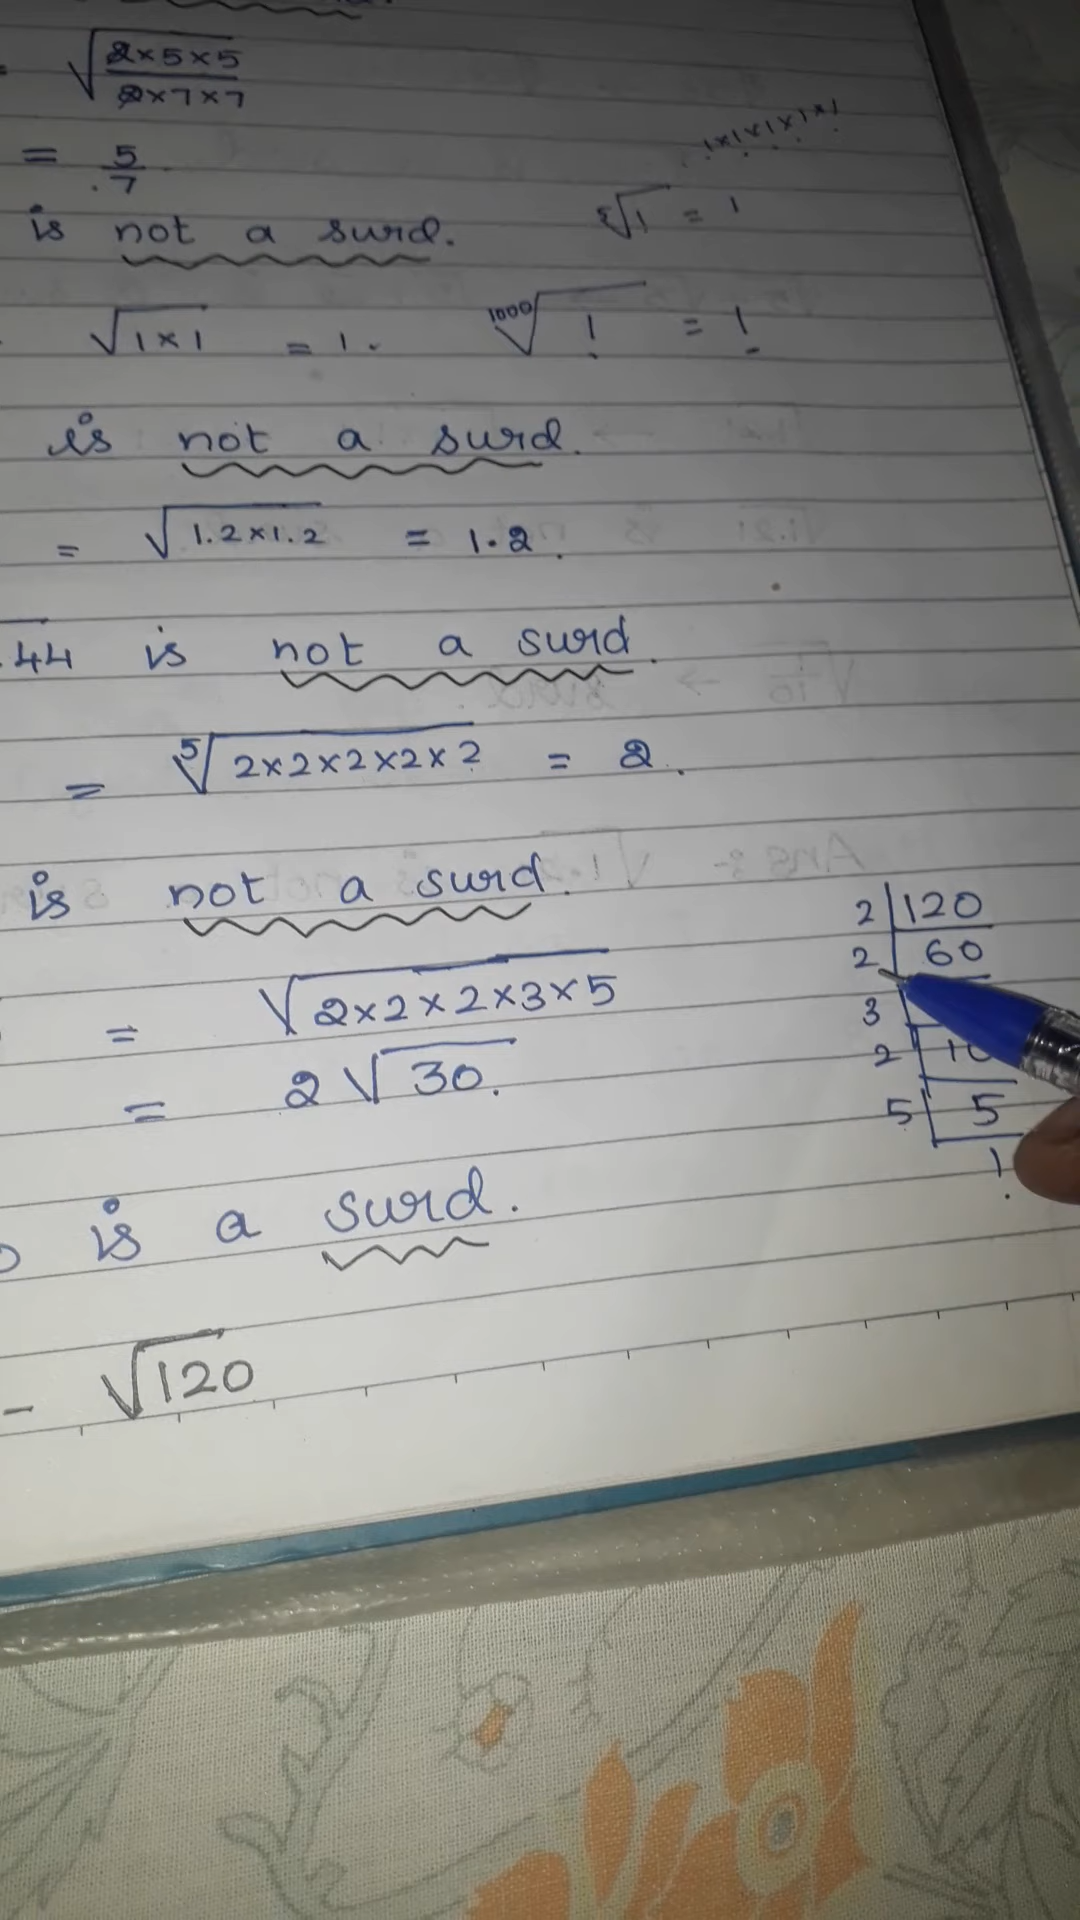 = √(2×5×5 / 2×7×7)
1×1×1×1×1
= 5/7
is not a surd.
⁵√1 = 1
√1×1 = 1.
¹⁰⁰⁰√1 = 1
is not a surd.
= √1.2×1.2 = 1.2.
.44 is not a surd.
= ⁵√2×2×2×2×2 = 2.
is not a surd.
= √2×2×2×3×5
= 2√30.
2 | 120
2 | 60
3 |
2 | 10
5 | 5
1.
is a surd.
- √120